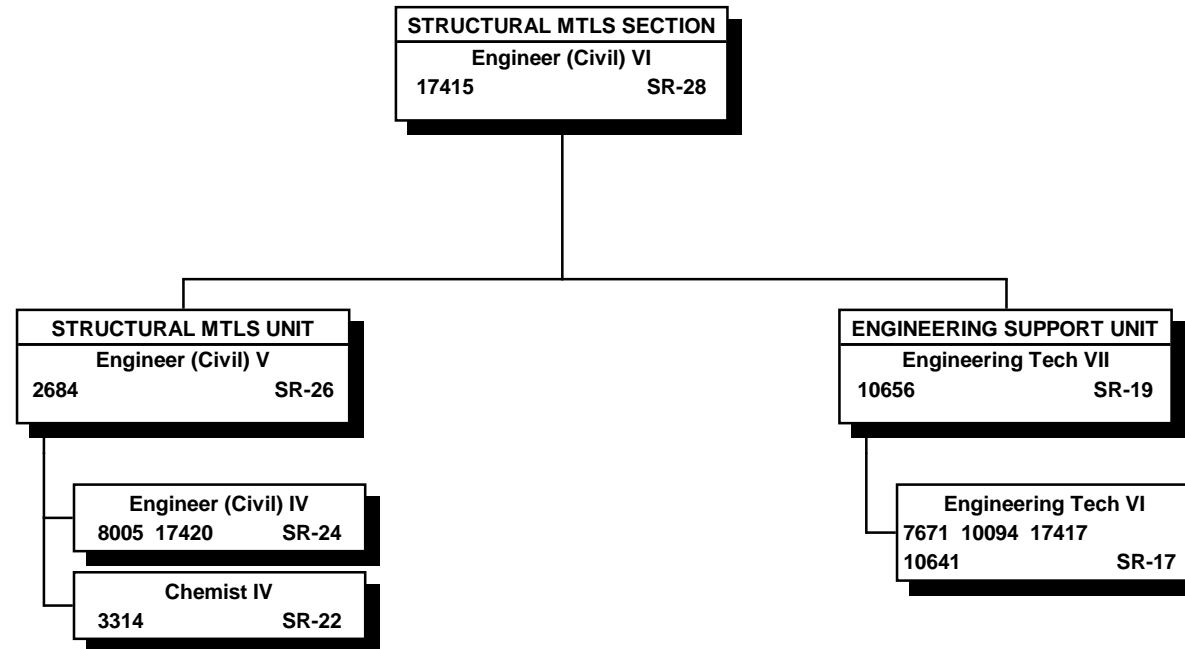 STRUCTURAL MTLS SECTION
Engineer (Civil) VI
17415 SR-28
STRUCTURAL MTLS UNIT
Engineer (Civil) V
2684 SR-26
Engineer (Civil) IV
8005 17420 SR-24
Chemist IV
3314 SR-22
ENGINEERING SUPPORT UNIT
Engineering Tech VII
10656 SR-19
Engineering Tech VI
7671 10094 17417
10641 SR-17